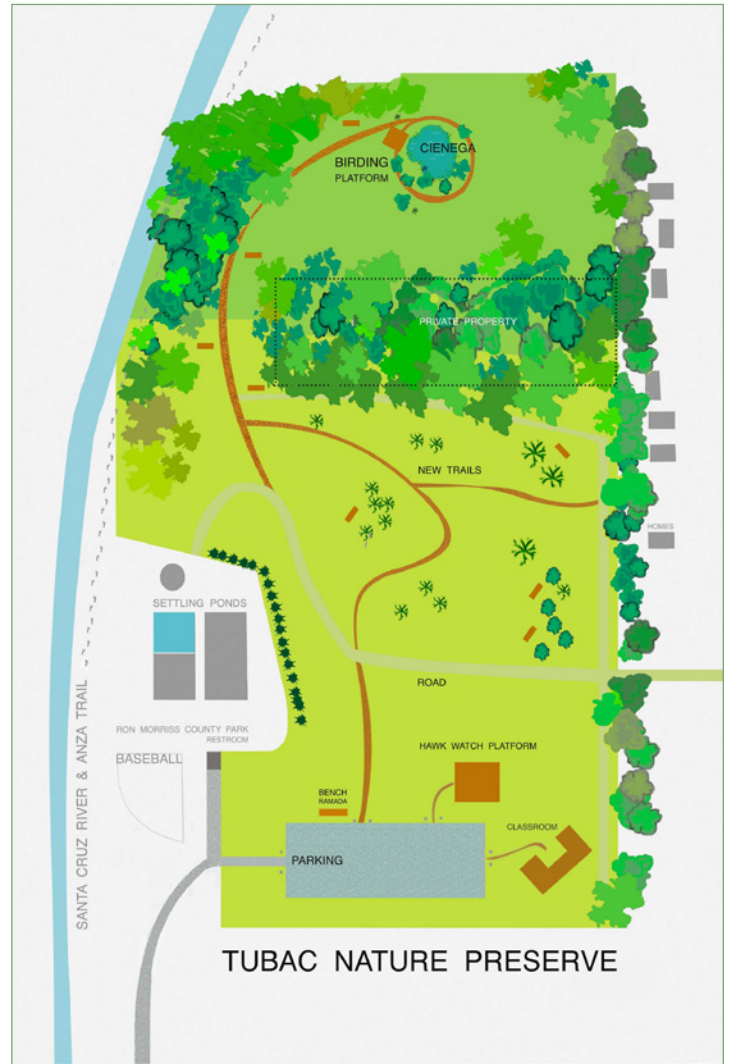 CIENEGA
BIRDING
PLATFORM
PRIVATE PROPERTY
NEW TRAILS
HOMES
SETTLING PONDS
ROAD
SANTA CRUZ RIVER & ANZA TRAIL
RON MORRISS COUNTY PARK
RESTROOM
BASEBALL
HAWK WATCH PLATFORM
BENCH
RAMADA
CLASSROOM
PARKING
TUBAC NATURE PRESERVE